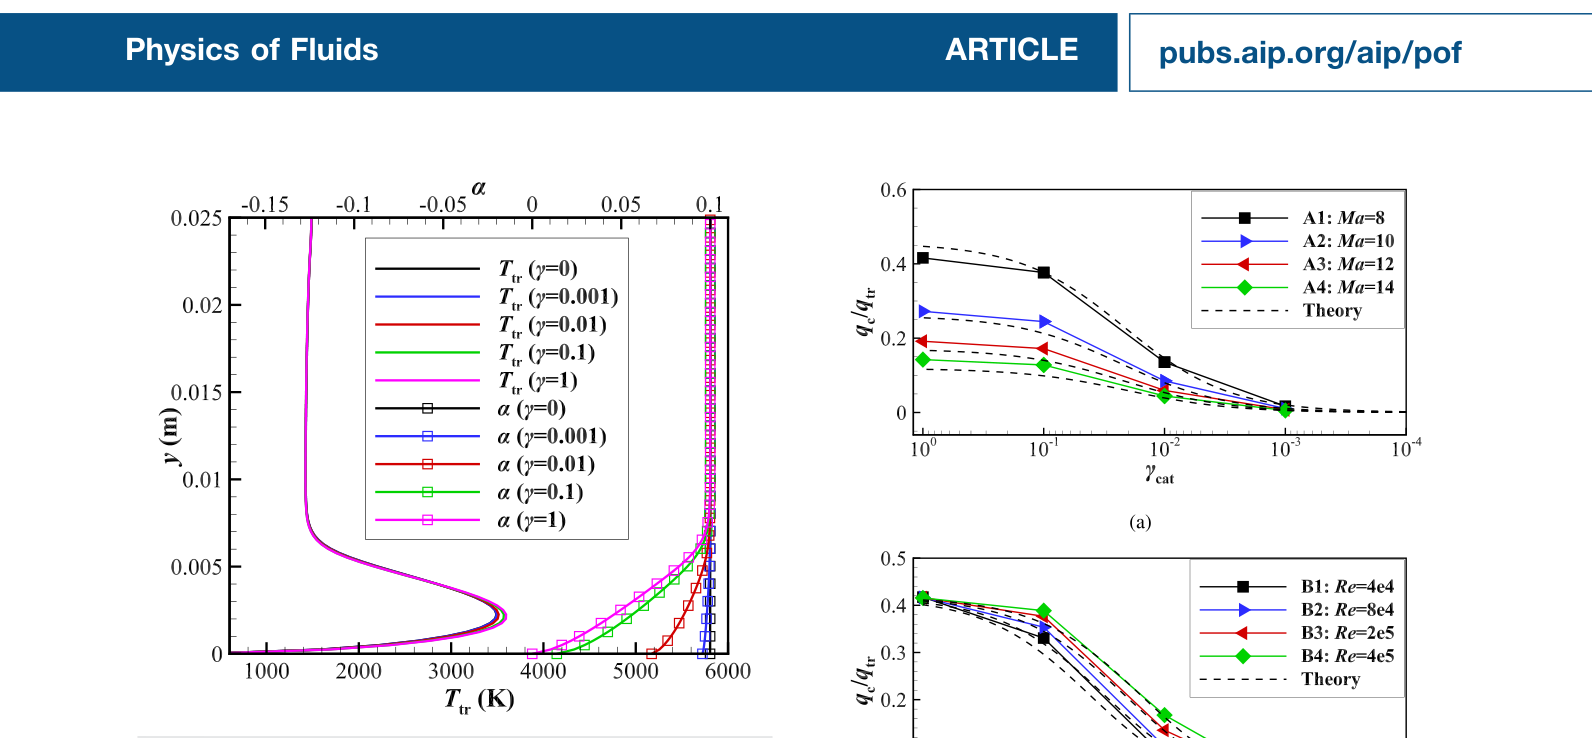 Physics of Fluids
ARTICLE
pubs.aip.org/aip/pof
α
-0.15 -0.1 -0.05 0 0.05 0.1
0.025
0.02
0.015
0.01
0.005
0
y (m)
T_tr (γ=0)
T_tr (γ=0.001)
T_tr (γ=0.01)
T_tr (γ=0.1)
T_tr (γ=1)
α (γ=0)
α (γ=0.001)
α (γ=0.01)
α (γ=0.1)
α (γ=1)
1000 2000 3000 4000 5000 6000
T_tr (K)
0.6
0.4
0.2
0
q_c/q_tr
A1: Ma=8
A2: Ma=10
A3: Ma=12
A4: Ma=14
Theory
10^0 10^-1 10^-2 10^-3 10^-4
γ_cat
(a)
0.5
0.4
0.3
0.2
q_c/q_tr
B1: Re=4e4
B2: Re=8e4
B3: Re=2e5
B4: Re=4e5
Theory